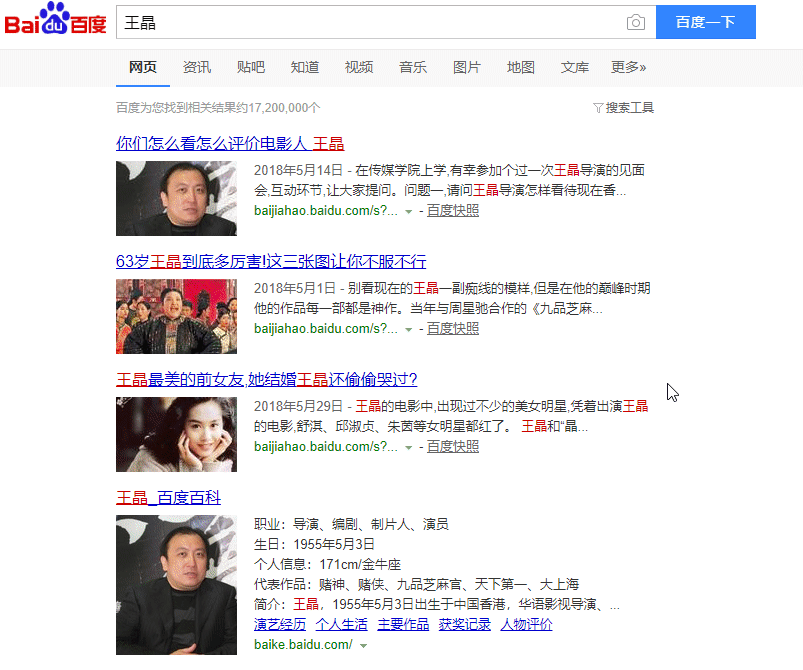 Bai du 百度 王晶 百度一下
网页 资讯 贴吧 知道 视频 音乐 图片 地图 文库 更多»
百度为您找到相关结果约17,200,000个 搜索工具
你们怎么看怎么评价电影人 王晶
2018年5月14日 - 在传媒学院上学,有幸参加个过一次王晶导演的见面
会,互动环节,让大家提问。问题一,请问王晶导演怎样看待现在香...
baijiahao.baidu.com/s?... - 百度快照
63岁王晶到底多厉害!这三张图让你不服不行
2018年5月1日 - 别看现在的王晶一副痴线的模样,但是在他的巅峰时期
他的作品每一部都是神作。当年与周星驰合作的《九品芝麻...
baijiahao.baidu.com/s?... - 百度快照
王晶最美的前女友,她结婚王晶还偷偷哭过?
2018年5月29日 - 王晶的电影中,出现过不少的美女明星,凭着出演王晶
的电影,舒淇、邱淑贞、朱茵等女明星都红了。 王晶和“晶...
baijiahao.baidu.com/s?... - 百度快照
王晶_百度百科
职业：导演、编剧、制片人、演员
生日：1955年5月3日
个人信息：171cm/金牛座
代表作品：赌神、赌侠、九品芝麻官、天下第一、大上海
简介：王晶，1955年5月3日出生于中国香港，华语影视导演、...
演艺经历 个人生活 主要作品 获奖记录 人物评价
baike.baidu.com/